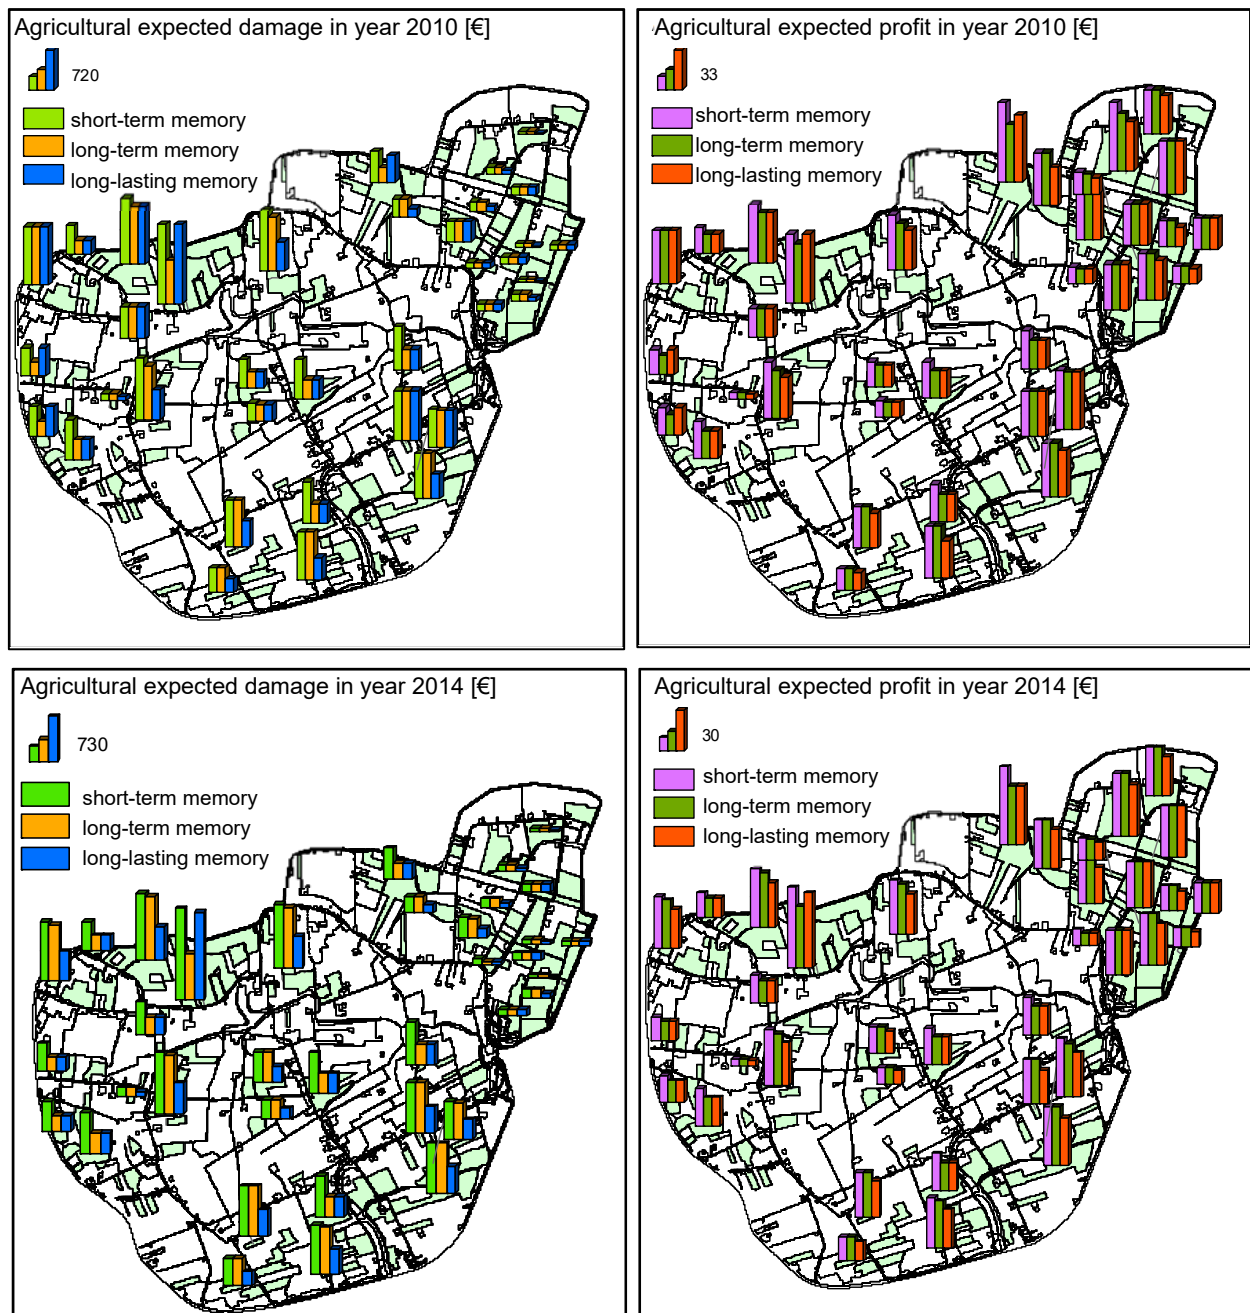 Agricultural expected damage in year 2010 [€]
720
short-term memory
long-term memory
long-lasting memory
Agricultural expected profit in year 2010 [€]
33
short-term memory
long-term memory
long-lasting memory
Agricultural expected damage in year 2014 [€]
730
short-term memory
long-term memory
long-lasting memory
Agricultural expected profit in year 2014 [€]
30
short-term memory
long-term memory
long-lasting memory